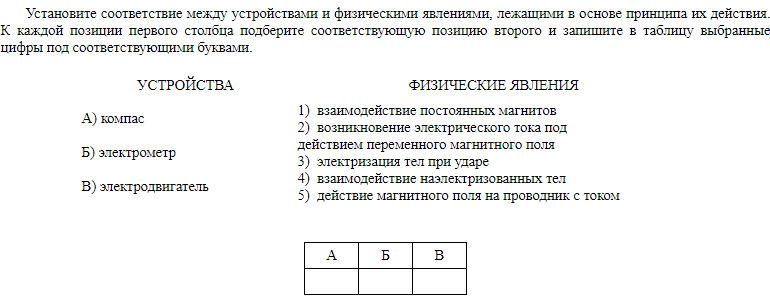 Установите соответствие между устройствами и физическими явлениями, лежащими в основе принципа их действия.
К каждой позиции первого столбца подберите соответствующую позицию второго и запишите в таблицу выбранные
цифры под соответствующими буквами.
УСТРОЙСТВА
ФИЗИЧЕСКИЕ ЯВЛЕНИЯ
А) компас
Б) электрометр
В) электродвигатель
1) взаимодействие постоянных магнитов
2) возникновение электрического тока под
действием переменного магнитного поля
3) электризация тел при ударе
4) взаимодействие наэлектризованных тел
5) действие магнитного поля на проводник с током
А Б В